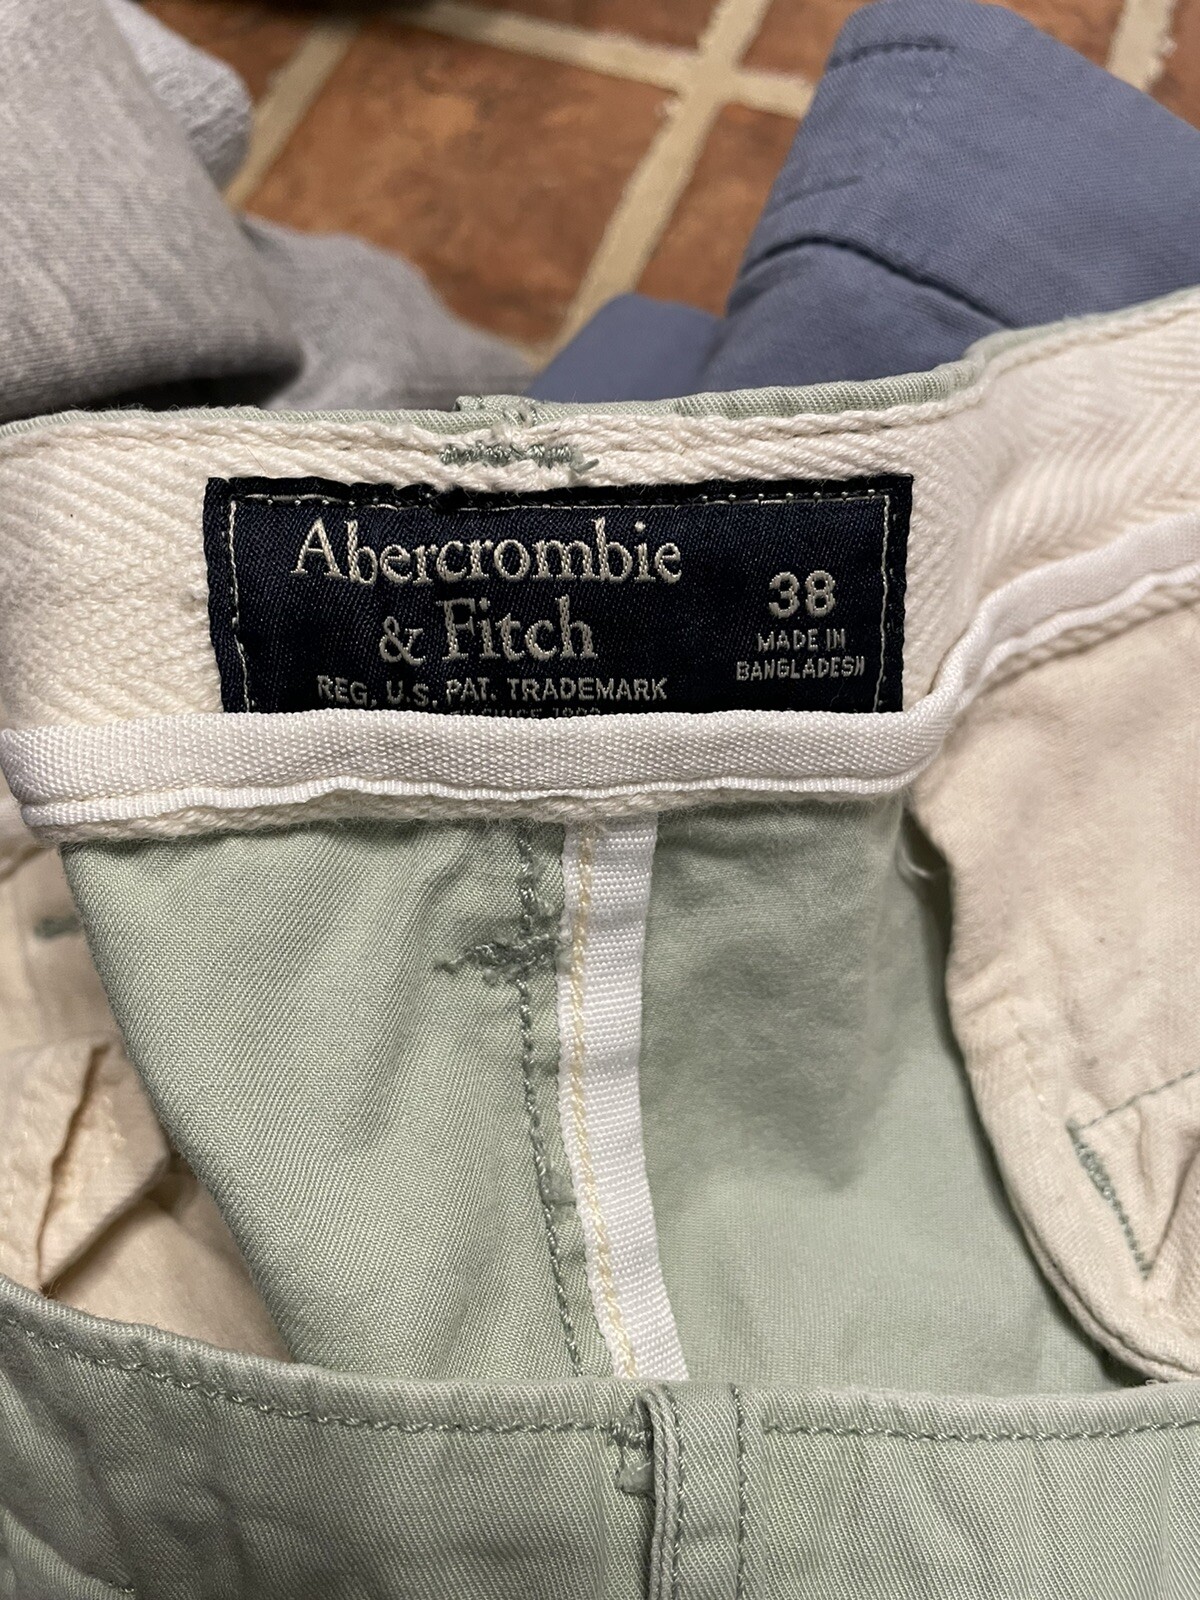 Abercrombie
& Fitch
REG. U.S. PAT. TRADEMARK
38
MADE IN
BANGLADESH